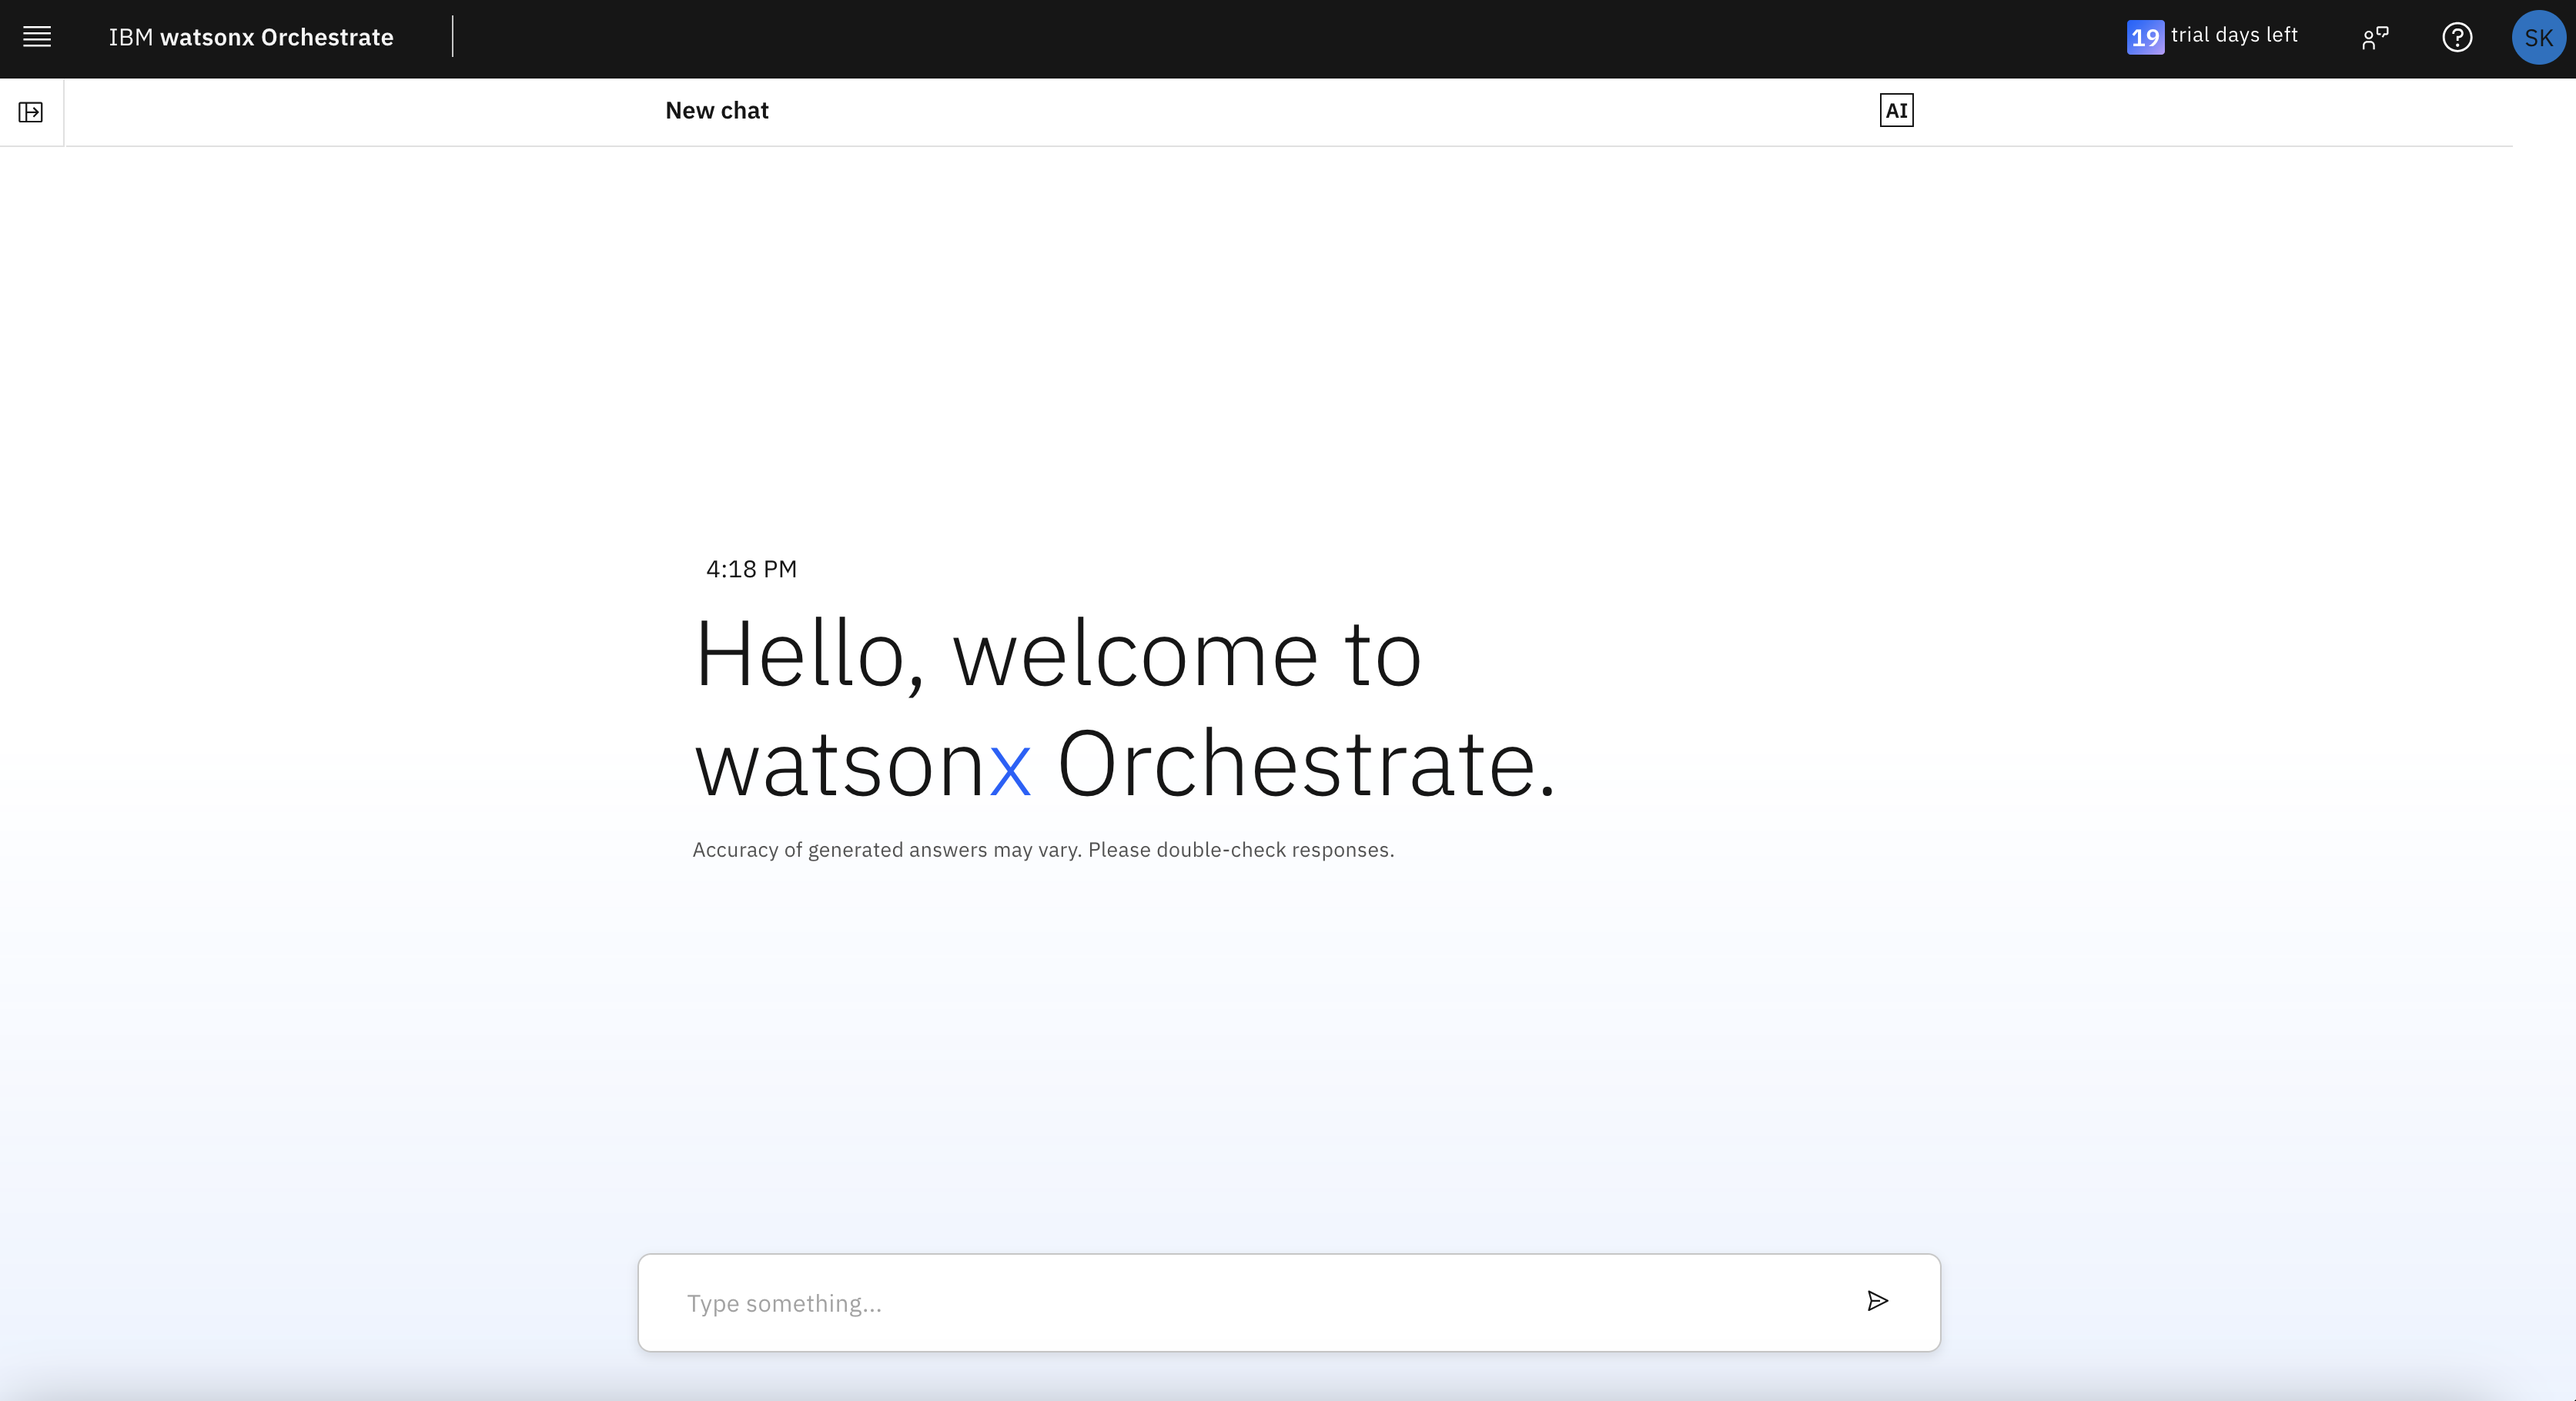 IBM watsonx Orchestrate
19 trial days left
SK
New chat
AI
4:18 PM
Hello, welcome to
watsonx Orchestrate.
Accuracy of generated answers may vary. Please double-check responses.
Type something...